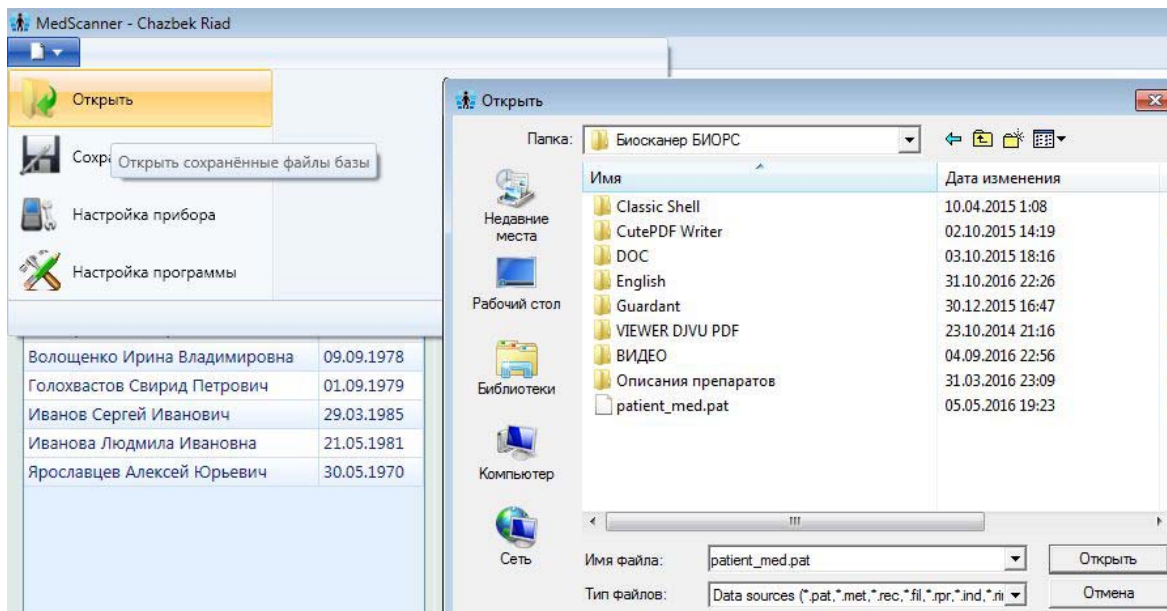 MedScanner - Chazbek Riad
Открыть
Открыть сохранённые файлы базы
Настройка прибора
Настройка программы
Волощенко Ирина Владимировна 09.09.1978
Голохвастов Свирид Петрович 01.09.1979
Иванов Сергей Иванович 29.03.1985
Иванова Людмила Ивановна 21.05.1981
Ярославцев Алексей Юрьевич 30.05.1970
Открыть
Папка: Биосканер БИОРС
Недавние
места
Рабочий стол
Библиотеки
Компьютер
Сеть
Имя Дата изменения
Classic Shell 10.04.2015 1:08
CutePDF Writer 02.10.2015 14:19
DOC 03.10.2015 18:16
English 31.10.2016 22:26
Guardant 30.12.2015 16:47
VIEWER DJVU PDF 23.10.2014 21:16
ВИДЕО 04.09.2016 22:56
Описания препаратов 31.03.2016 23:09
patient_med.pat 05.05.2016 19:23
Имя файла: patient_med.pat Открыть
Тип файлов: Data sources (*.pat,*.met,*.rec,*.fil,*.rpr,*.ind,*.ri Отмена